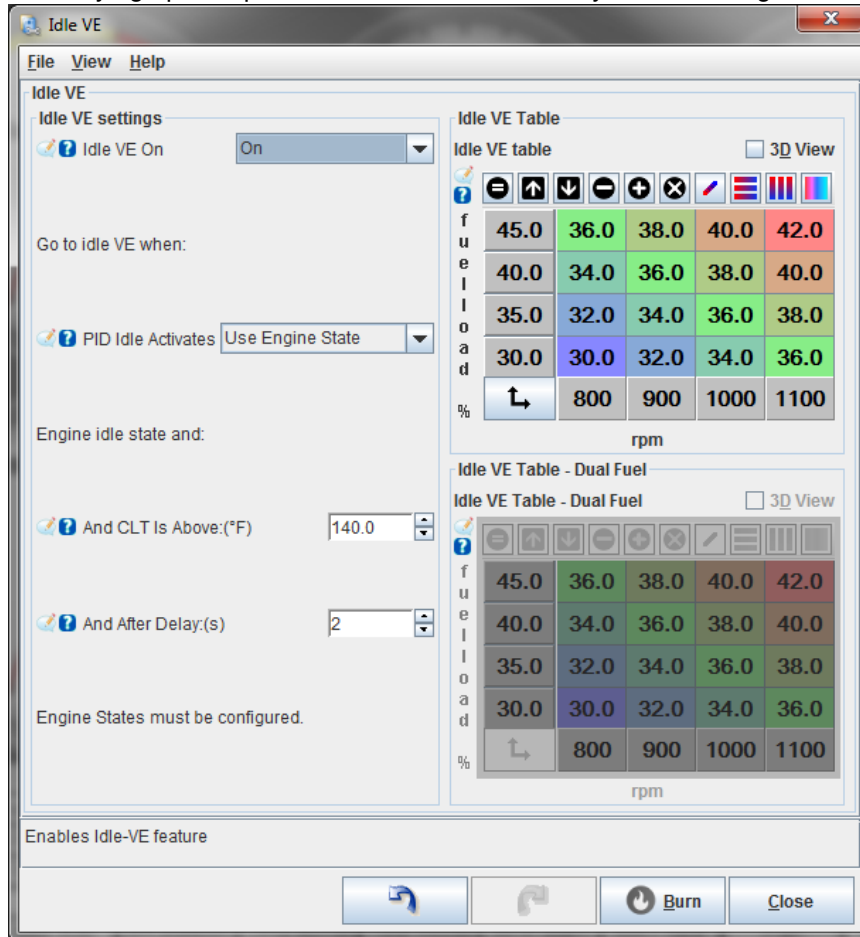 Idle VE
File View Help
Idle VE
Idle VE settings
Idle VE On On
Go to idle VE when:
PID Idle Activates Use Engine State
Engine idle state and:
And CLT Is Above:(°F) 140.0
And After Delay:(s) 2
Engine States must be configured.
Idle VE Table
Idle VE table 3D View
fuelload %
45.0 36.0 38.0 40.0 42.0
40.0 34.0 36.0 38.0 40.0
35.0 32.0 34.0 36.0 38.0
30.0 30.0 32.0 34.0 36.0
800 900 1000 1100
rpm
Idle VE Table - Dual Fuel
Idle VE Table - Dual Fuel 3D View
fuelload %
45.0 36.0 38.0 40.0 42.0
40.0 34.0 36.0 38.0 40.0
35.0 32.0 34.0 36.0 38.0
30.0 30.0 32.0 34.0 36.0
800 900 1000 1100
rpm
Enables Idle-VE feature
Burn Close